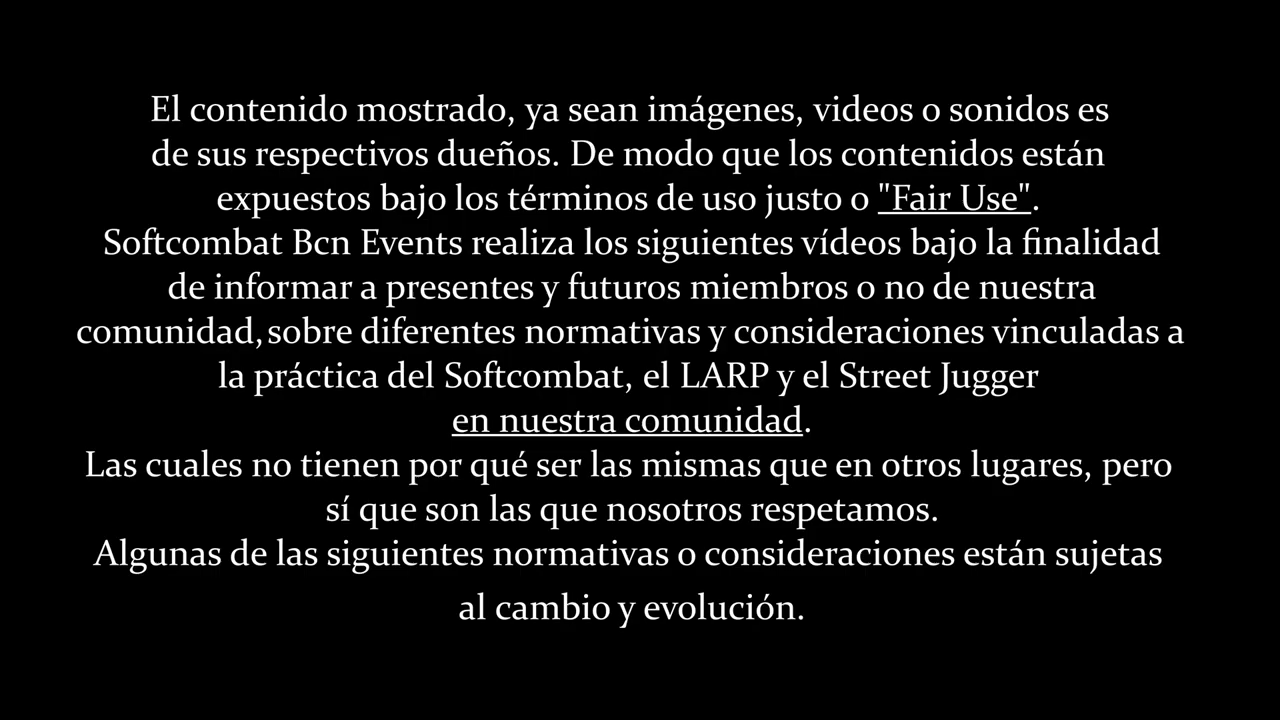 El contenido mostrado, ya sean imágenes, videos o sonidos es
de sus respectivos dueños. De modo que los contenidos están
expuestos bajo los términos de uso justo o "Fair Use".
Softcombat Bcn Events realiza los siguientes vídeos bajo la finalidad
de informar a presentes y futuros miembros o no de nuestra
comunidad, sobre diferentes normativas y consideraciones vinculadas a
la práctica del Softcombat, el LARP y el Street Jugger
en nuestra comunidad.
Las cuales no tienen por qué ser las mismas que en otros lugares, pero
sí que son las que nosotros respetamos.
Algunas de las siguientes normativas o consideraciones están sujetas
al cambio y evolución.